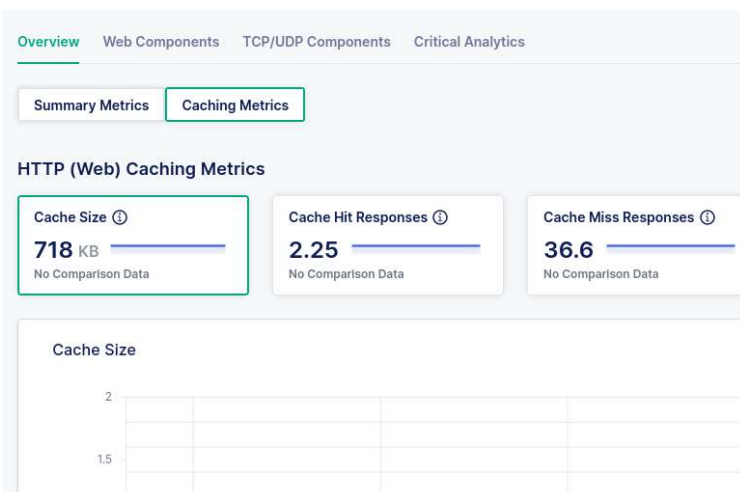 Overview Web Components TCP/UDP Components Critical Analytics
Summary Metrics Caching Metrics
HTTP (Web) Caching Metrics
Cache Size Cache Hit Responses Cache Miss Responses
718 KB 2.25 36.6
No Comparison Data No Comparison Data No Comparison Data
Cache Size
2
1.5